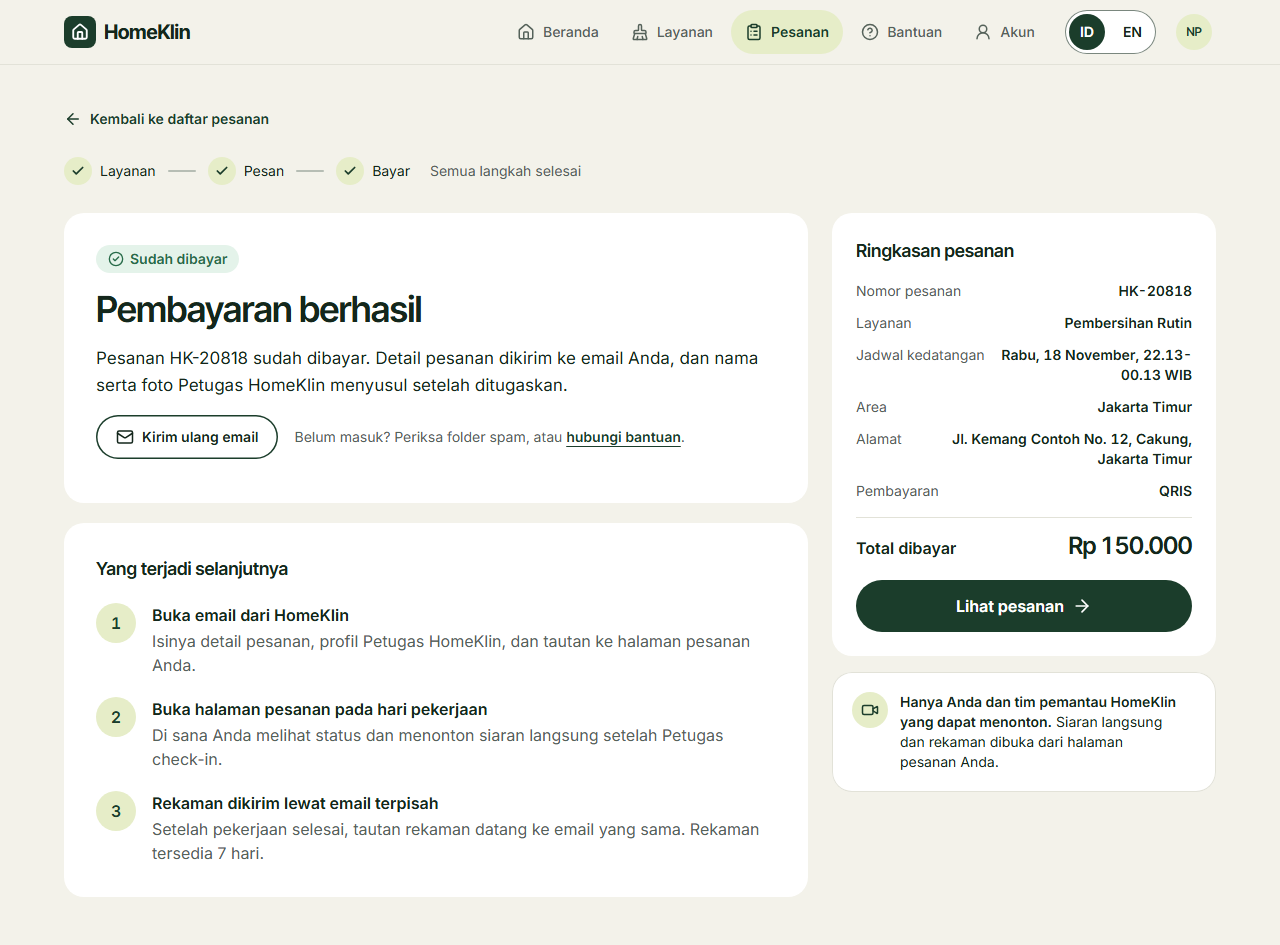 HomeKlin
Beranda
Layanan
Pesanan
Bantuan
Akun
ID
EN
NP
Kembali ke daftar pesanan
Layanan
Pesan
Bayar
Semua langkah selesai
Sudah dibayar
Pembayaran berhasil
Pesanan HK-20818 sudah dibayar. Detail pesanan dikirim ke email Anda, dan nama
serta foto Petugas HomeKlin menyusul setelah ditugaskan.
Kirim ulang email
Belum masuk? Periksa folder spam, atau hubungi bantuan.
Yang terjadi selanjutnya
1
Buka email dari HomeKlin
Isinya detail pesanan, profil Petugas HomeKlin, dan tautan ke halaman pesanan
Anda.
2
Buka halaman pesanan pada hari pekerjaan
Di sana Anda melihat status dan menonton siaran langsung setelah Petugas
check-in.
3
Rekaman dikirim lewat email terpisah
Setelah pekerjaan selesai, tautan rekaman datang ke email yang sama. Rekaman
tersedia 7 hari.
Ringkasan pesanan
Nomor pesanan
HK-20818
Layanan
Pembersihan Rutin
Jadwal kedatangan
Rabu, 18 November, 22.13-
00.13 WIB
Area
Jakarta Timur
Alamat
Jl. Kemang Contoh No. 12, Cakung,
Jakarta Timur
Pembayaran
QRIS
Total dibayar
Rp 150.000
Lihat pesanan
Hanya Anda dan tim pemantau HomeKlin
yang dapat menonton. Siaran langsung
dan rekaman dibuka dari halaman
pesanan Anda.